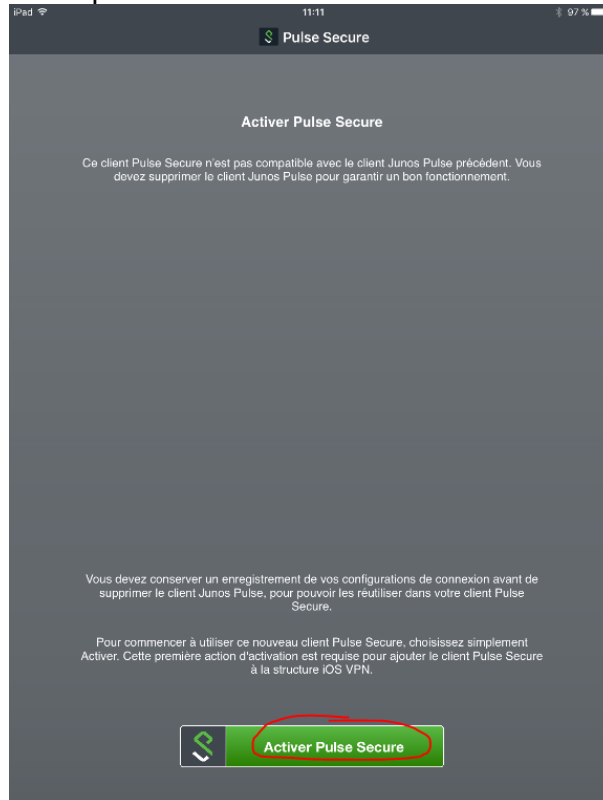 iPad 11:11 97 %
Pulse Secure
Activer Pulse Secure
Ce client Pulse Secure n'est pas compatible avec le client Junos Pulse précédent. Vous
devez supprimer le client Junos Pulse pour garantir un bon fonctionnement.
Vous devez conserver un enregistrement de vos configurations de connexion avant de
supprimer le client Junos Pulse, pour pouvoir les réutiliser dans votre client Pulse
Secure.
Pour commencer à utiliser ce nouveau client Pulse Secure, choisissez simplement
Activer. Cette première action d'activation est requise pour ajouter le client Pulse Secure
à la structure iOS VPN.
Activer Pulse Secure